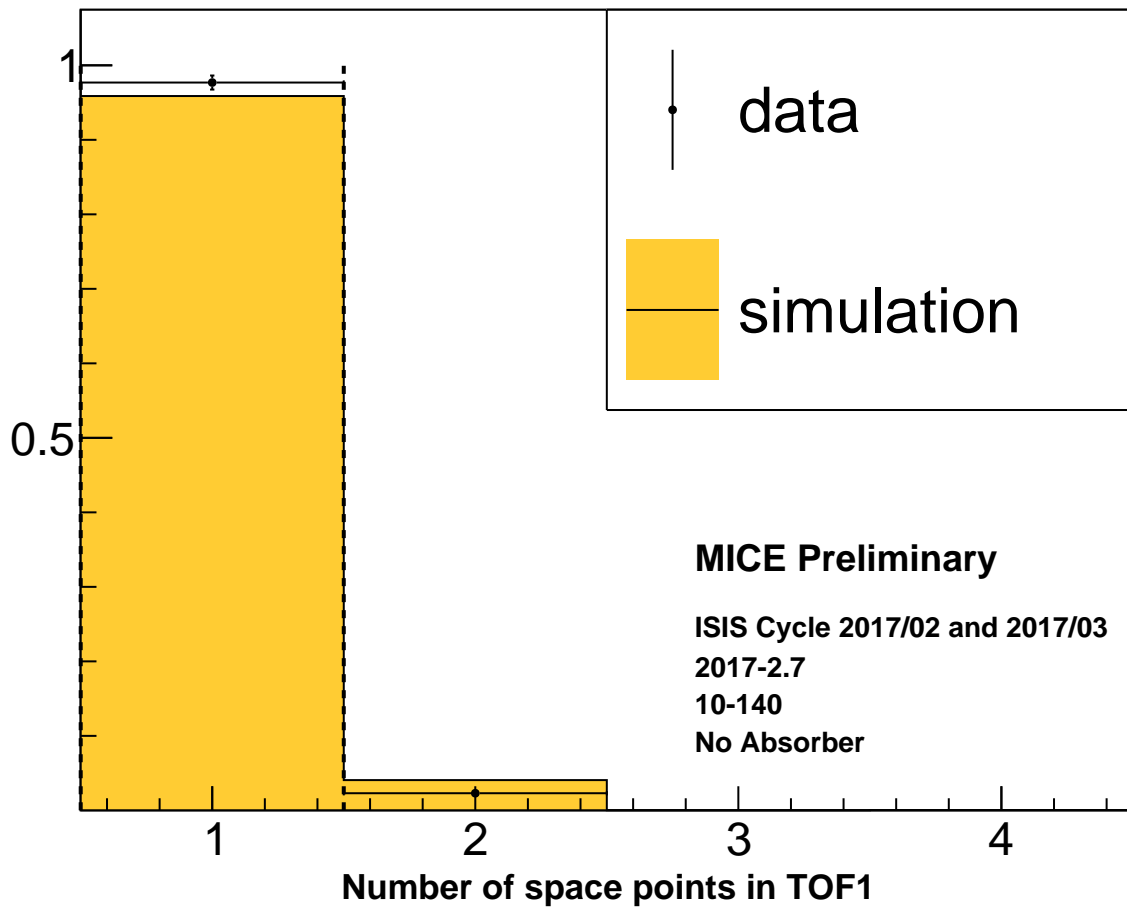 1
data
simulation
0.5
MICE Preliminary
ISIS Cycle 2017/02 and 2017/03
2017-2.7
10-140
No Absorber
1 2 3 4
Number of space points in TOF1